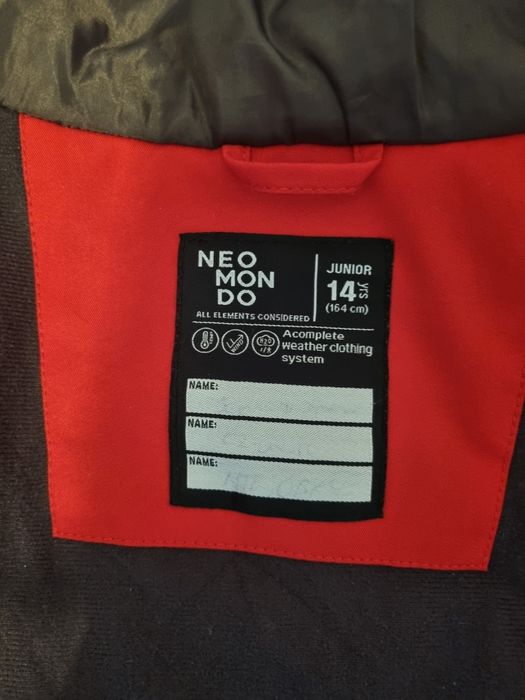 NEO
MON
DO
ALL ELEMENTS CONSIDERED
JUNIOR
14 yrs
(164 cm)
Acomplete
weather clothing
system
NAME:
NAME:
NAME: